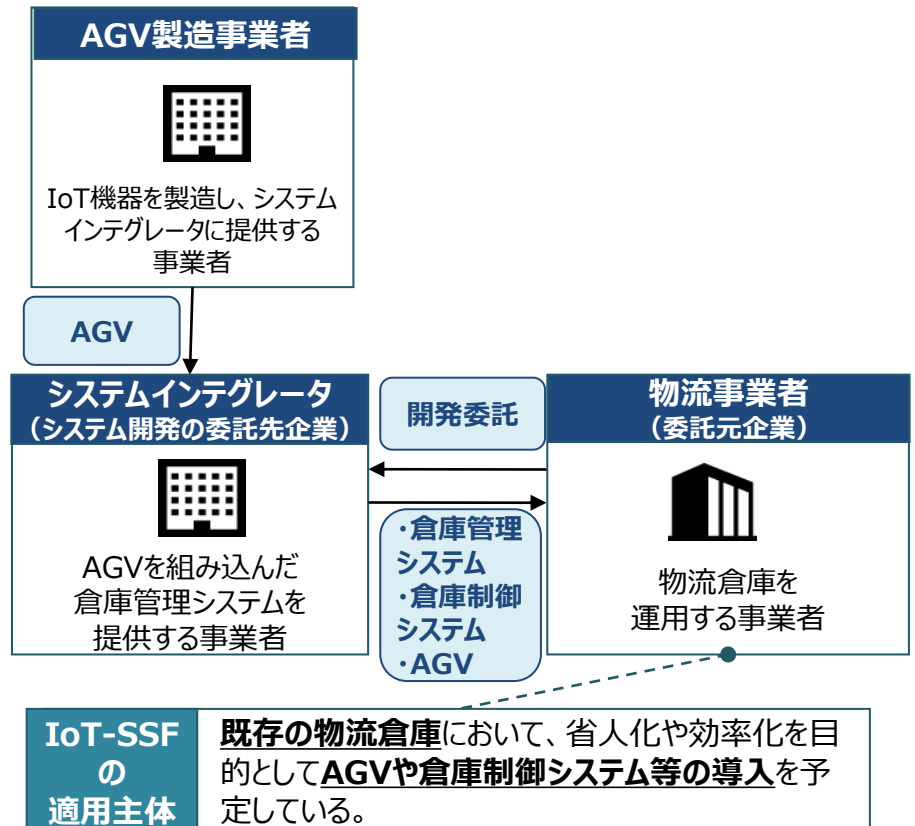 AGV製造事業者
IoT機器を製造し、システム
インテグレータに提供する
事業者
AGV
システムインテグレータ
（システム開発の委託先企業）
AGVを組み込んだ
倉庫管理システムを
提供する事業者
開発委託
・倉庫管理
システム
・倉庫制御
システム
・AGV
物流事業者
（委託元企業）
物流倉庫を
運用する事業者
IoT-SSF
の
適用主体
既存の物流倉庫において、省人化や効率化を目
的としてAGVや倉庫制御システム等の導入を予
定している。